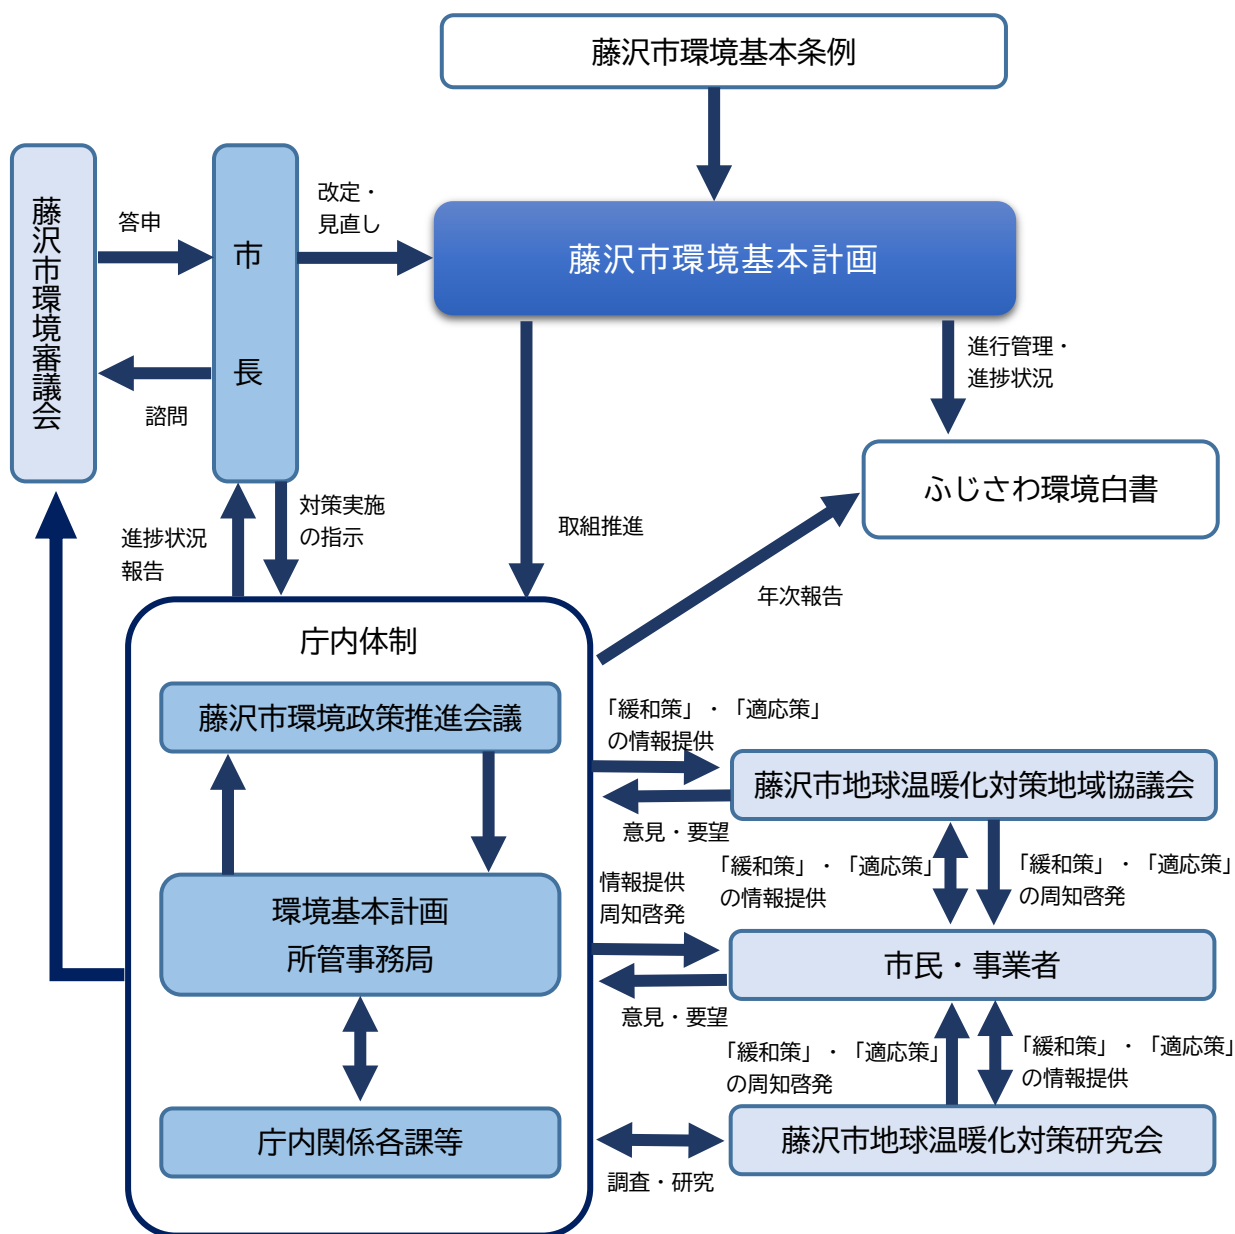 藤沢市環境基本条例
藤沢市環境審議会
答申
諮問
市長
改定・
見直し
藤沢市環境基本計画
進行管理・
進捗状況
ふじさわ環境白書
進捗状況
報告
対策実施
の指示
取組推進
年次報告
庁内体制
藤沢市環境政策推進会議
環境基本計画
所管事務局
庁内関係各課等
「緩和策」・「適応策」
の情報提供
意見・要望
藤沢市地球温暖化対策地域協議会
「緩和策」・「適応策」
の情報提供
「緩和策」・「適応策」
の周知啓発
情報提供
周知啓発
意見・要望
市民・事業者
「緩和策」・「適応策」
の周知啓発
「緩和策」・「適応策」
の情報提供
藤沢市地球温暖化対策研究会
調査・研究